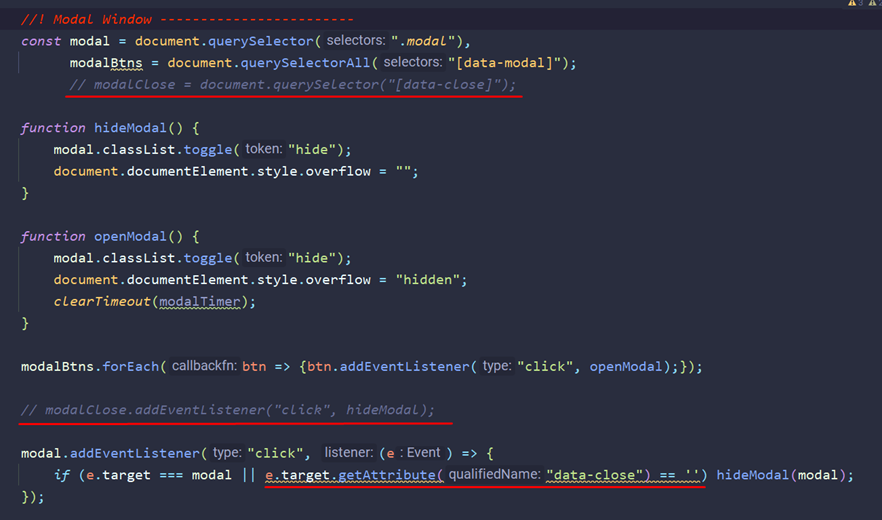 //! Modal Window ------------------------
const modal = document.querySelector( selectors: ".modal"),
modalBtns = document.querySelectorAll( selectors: "[data-modal]");
// modalClose = document.querySelector("[data-close]");
function hideModal() {
modal.classList.toggle( token: "hide");
document.documentElement.style.overflow = "";
}
function openModal() {
modal.classList.toggle( token: "hide");
document.documentElement.style.overflow = "hidden";
clearTimeout(modalTimer);
}
modalBtns.forEach( callbackfn: btn => {btn.addEventListener( type: "click", openModal);});
// modalClose.addEventListener("click", hideModal);
modal.addEventListener( type: "click", listener: (e : Event ) => {
if (e.target === modal || e.target.getAttribute( qualifiedName: "data-close") == '') hideModal(modal);
});